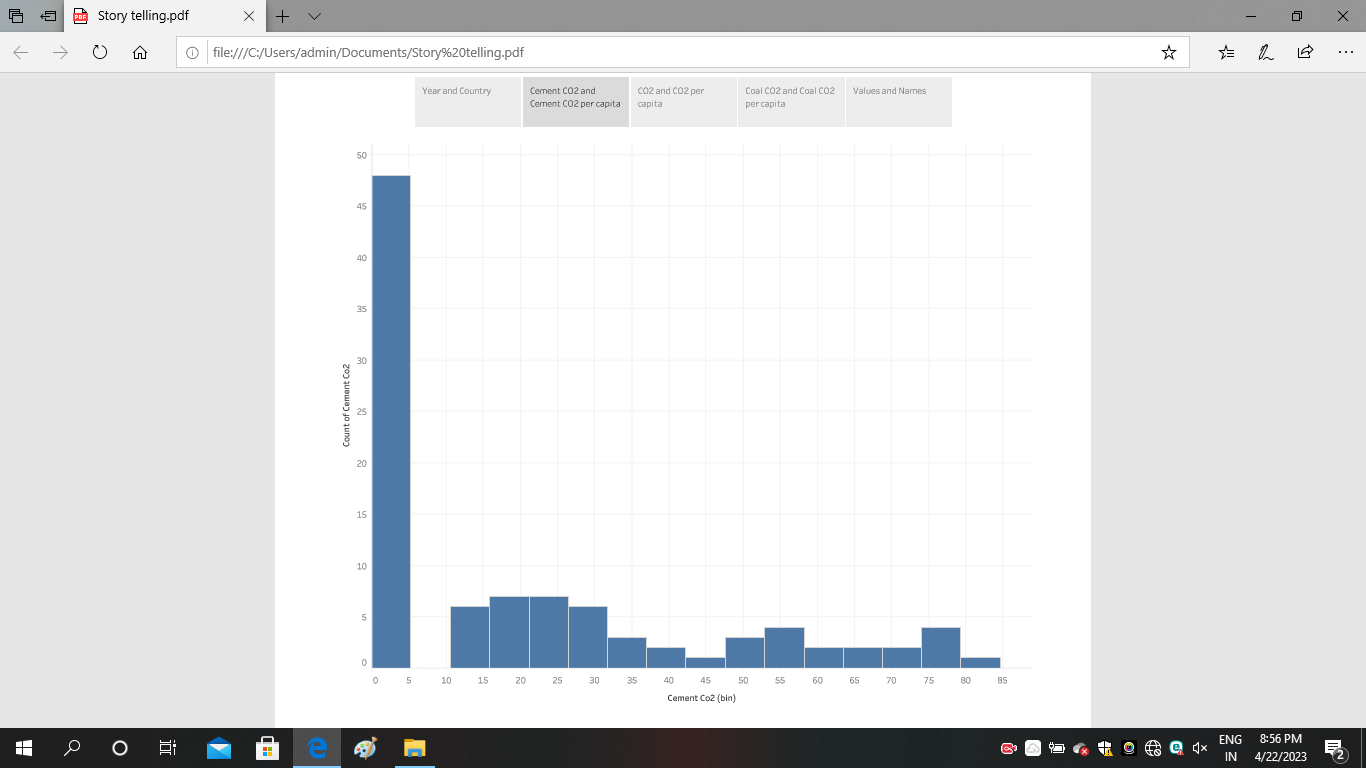 Story telling.pdf
file:///C:/Users/admin/Documents/Story%20telling.pdf
Year and Country
Cement CO2 and
Cement CO2 per capita
CO2 and CO2 per
capita
Coal CO2 and Coal CO2
per capita
Values and Names
50
45
40
35
30
25
20
15
10
5
0
Count of Cement Co2
0 5 10 15 20 25 30 35 40 45 50 55 60 65 70 75 80 85
Cement Co2 (bin)
ENG
IN
8:56 PM
4/22/2023
2